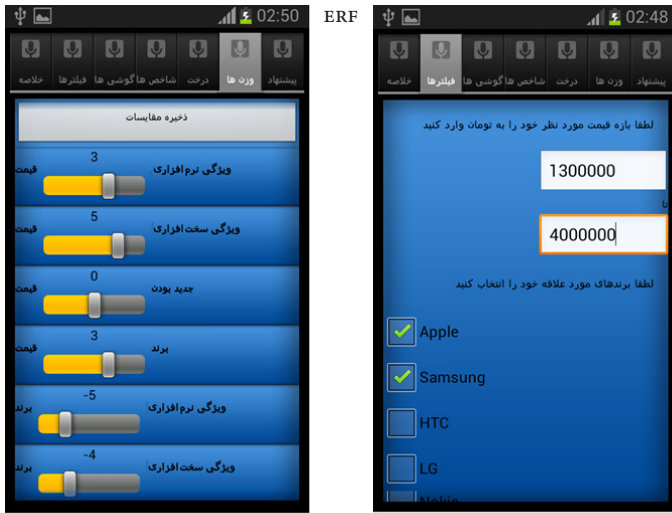 02:50
خلاصه فیلترها گوشی ها شاخص ها درخت وزن ها پیشنهاد
ذخیره مقایسات
3
قیمت ویژگی نرم افزاری
5
قیمت ویژگی سخت افزاری
0
قیمت جدید بودن
3
قیمت برند
-5
برند ویژگی نرم افزاری
-4
برند ویژگی سخت افزاری
ERF
02:48
خلاصه فیلترها گوشی ها شاخص ها درخت وزن ها پیشنهاد
لطفا بازه قیمت مورد نظر خود را به تومان وارد کنید
1300000
تا
4000000
لطفا برندهای مورد علاقه خود را انتخاب کنید
Apple
Samsung
HTC
LG
Nokia